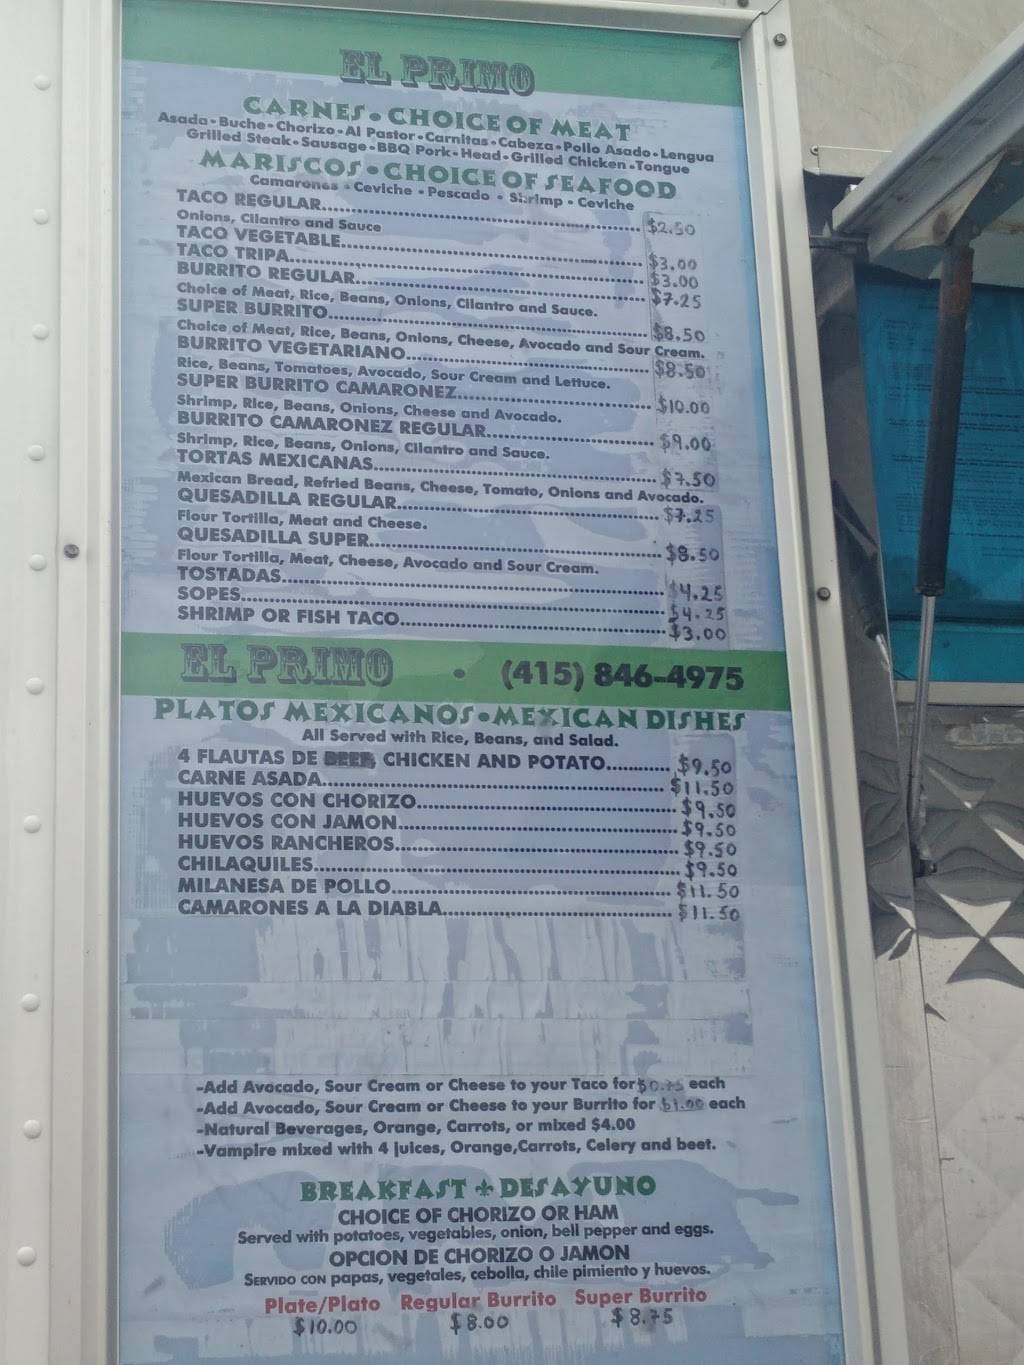 EL PRIMO
CARNES • CHOICE OF MEAT
Asada • Buche • Chorizo • Al Pastor • Carnitas • Cabeza • Pollo Asado • Lengua
Grilled Steak • Sausage • BBQ Pork • Head • Grilled Chicken • Tongue
MARISCOS • CHOICE OF SEAFOOD
Camarones • Ceviche • Pescado • Shrimp • Ceviche
TACO REGULAR $2.50
Onions, Cilantro and Sauce
TACO VEGETABLE $3.00
TACO TRIPA $3.00
BURRITO REGULAR $7.25
Choice of Meat, Rice, Beans, Onions, Cilantro and Sauce.
SUPER BURRITO $8.50
Choice of Meat, Rice, Beans, Onions, Cheese, Avocado and Sour Cream.
BURRITO VEGETARIANO $8.50
Rice, Beans, Tomatoes, Avocado, Sour Cream and Lettuce.
SUPER BURRITO CAMARONEZ $10.00
Shrimp, Rice, Beans, Onions, Cheese and Avocado.
BURRITO CAMARONEZ REGULAR $9.00
Shrimp, Rice, Beans, Onions, Cilantro and Sauce.
TORTAS MEXICANAS $7.50
Mexican Bread, Refried Beans, Cheese, Tomato, Onions and Avocado.
QUESADILLA REGULAR $7.25
Flour Tortilla, Meat and Cheese.
QUESADILLA SUPER $8.50
Flour Tortilla, Meat, Cheese, Avocado and Sour Cream.
TOSTADAS $4.25
SOPES $4.25
SHRIMP OR FISH TACO $3.00
EL PRIMO • (415) 846-4975
PLATOS MEXICANOS • MEXICAN DISHES
All Served with Rice, Beans, and Salad.
4 FLAUTAS DE BEEF, CHICKEN AND POTATO $9.50
CARNE ASADA $11.50
HUEVOS CON CHORIZO $9.50
HUEVOS CON JAMON $9.50
HUEVOS RANCHEROS $9.50
CHILAQUILES $9.50
MILANESA DE POLLO $11.50
CAMARONES A LA DIABLA $11.50
-Add Avocado, Sour Cream or Cheese to your Taco for $0.75 each
-Add Avocado, Sour Cream or Cheese to your Burrito for $1.00 each
-Natural Beverages, Orange, Carrots, or mixed $4.00
-Vampire mixed with 4 juices, Orange,Carrots, Celery and beet.
BREAKFAST DESAYUNO
CHOICE OF CHORIZO OR HAM
Served with potatoes, vegetables, onion, bell pepper and eggs.
OPCION DE CHORIZO O JAMON
SERVIDO CON papas, vegetales, cebolla, chile pimiento y huevos.
Plate/Plato Regular Burrito Super Burrito
$10.00 $8.00 $8.75